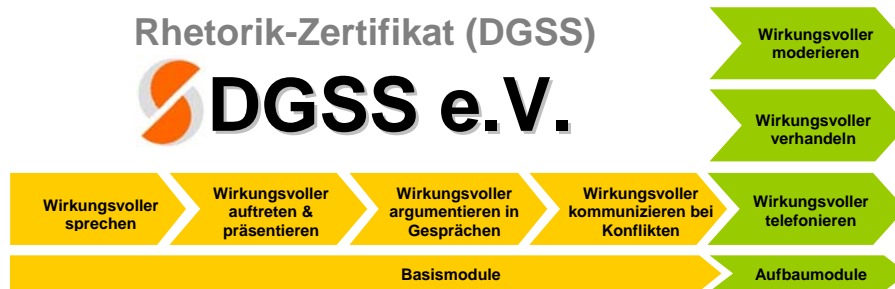 Rhetorik-Zertifikat (DGSS)
DGSS e.V.
Wirkungsvoller
moderieren
Wirkungsvoller
verhandeln
Wirkungsvoller
sprechen
Wirkungsvoller
auftreten &
präsentieren
Wirkungsvoller
argumentieren in
Gesprächen
Wirkungsvoller
kommunizieren bei
Konflikten
Wirkungsvoller
telefonieren
Basismodule
Aufbaumodule